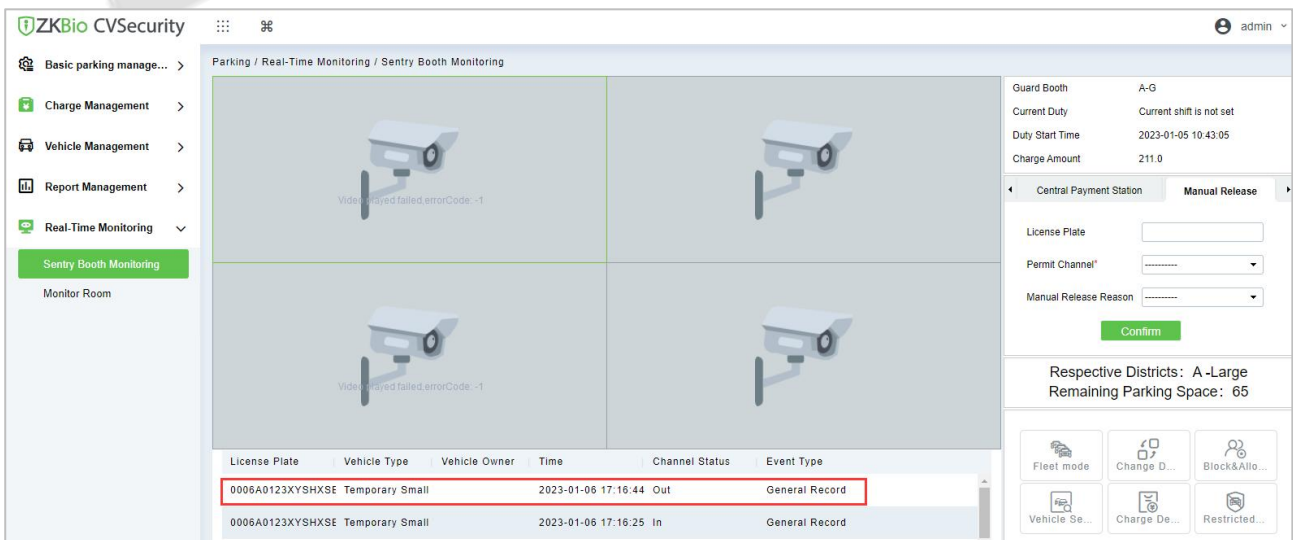 ZKBio CVSecurity
admin
Basic parking manage...
Charge Management
Vehicle Management
Report Management
Real-Time Monitoring
Sentry Booth Monitoring
Monitor Room
Parking / Real-Time Monitoring / Sentry Booth Monitoring
Video played failed,errorCode: -1
Video played failed,errorCode: -1
License Plate Vehicle Type Vehicle Owner Time Channel Status Event Type
0006A0123XYSHXSE Temporary Small 2023-01-06 17:16:44 Out General Record
0006A0123XYSHXSE Temporary Small 2023-01-06 17:16:25 In General Record
Guard Booth A-G
Current Duty Current shift is not set
Duty Start Time 2023-01-05 10:43:05
Charge Amount 211.0
Central Payment Station Manual Release
License Plate
Permit Channel* ----------
Manual Release Reason ----------
Confirm
Respective Districts: A -Large
Remaining Parking Space: 65
Fleet mode Change D... Block&Allo...
Vehicle Se... Charge De... Restricted...